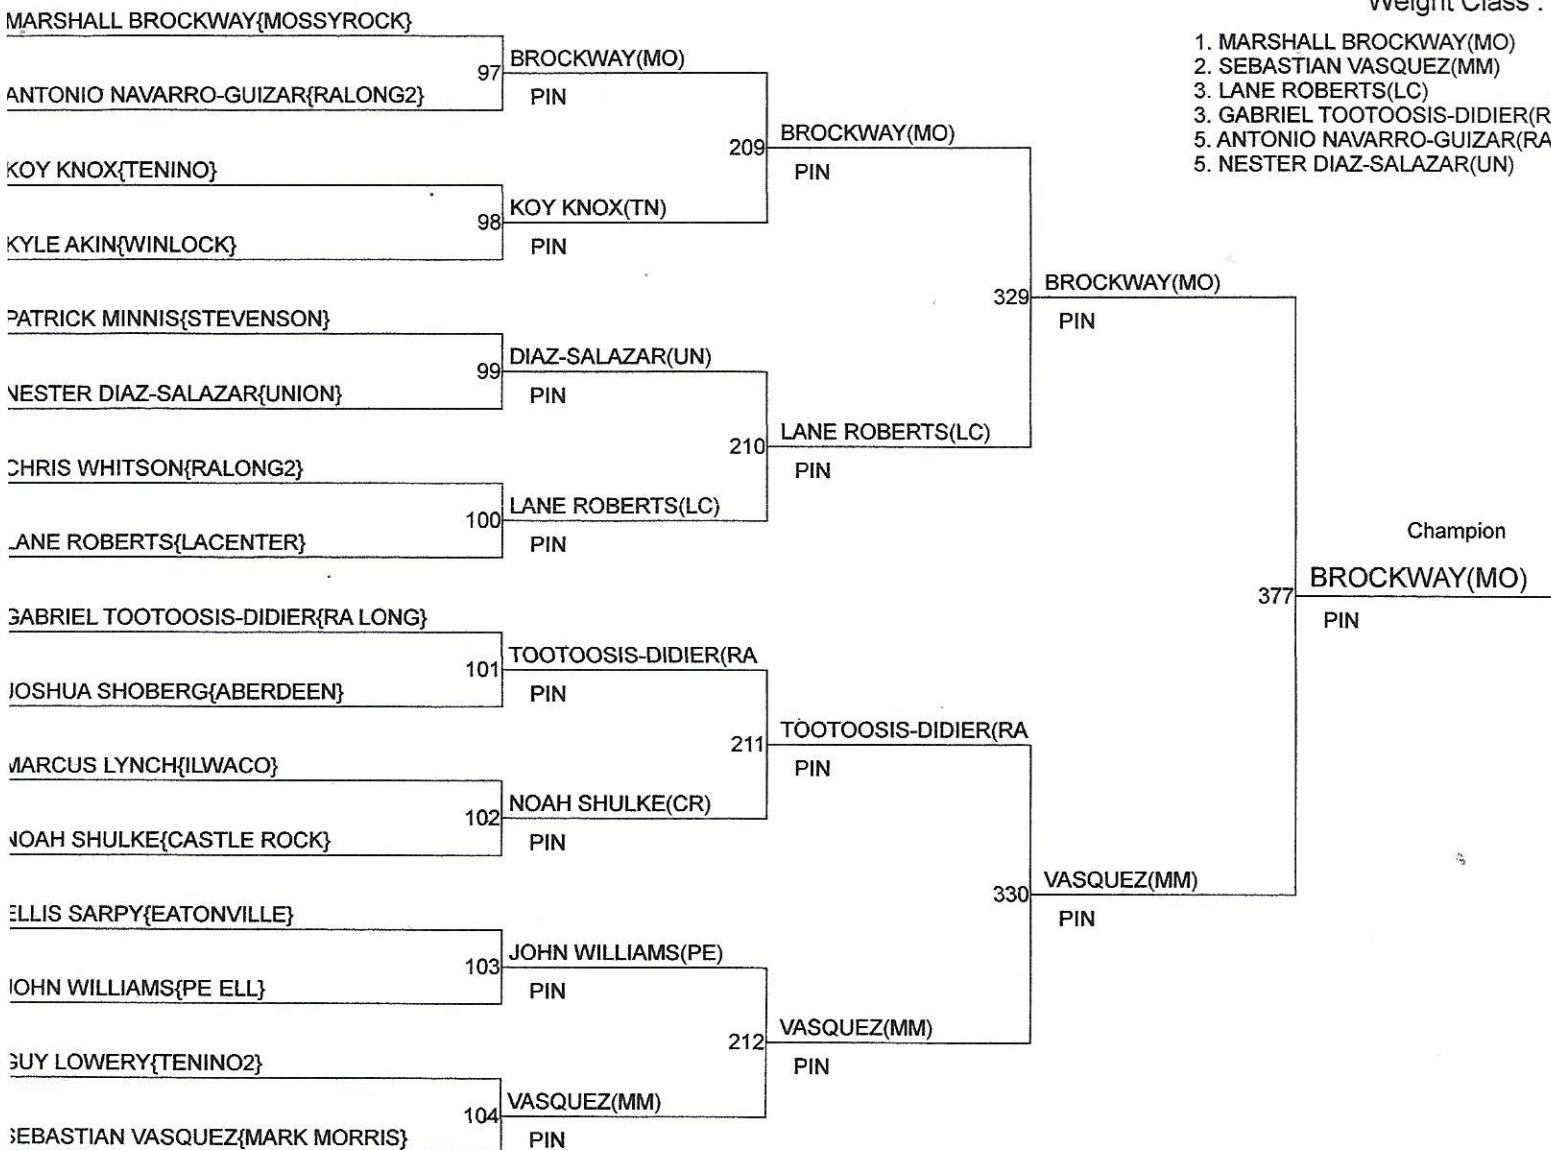 Weight Class :
1. MARSHALL BROCKWAY(MO)
2. SEBASTIAN VASQUEZ(MM)
3. LANE ROBERTS(LC)
3. GABRIEL TOOTOOSIS-DIDIER(R
5. ANTONIO NAVARRO-GUIZAR(RA
5. NESTER DIAZ-SALAZAR(UN)
MARSHALL BROCKWAY{MOSSYROCK}
97 BROCKWAY(MO)
PIN
ANTONIO NAVARRO-GUIZAR{RALONG2}
209 BROCKWAY(MO)
PIN
KOY KNOX{TENINO}
98 KOY KNOX(TN)
PIN
KYLE AKIN{WINLOCK}
329 BROCKWAY(MO)
PIN
PATRICK MINNIS{STEVENSON}
99 DIAZ-SALAZAR(UN)
PIN
NESTER DIAZ-SALAZAR{UNION}
210 LANE ROBERTS(LC)
PIN
CHRIS WHITSON{RALONG2}
100 LANE ROBERTS(LC)
PIN
LANE ROBERTS{LACENTER}
Champion
377 BROCKWAY(MO)
PIN
GABRIEL TOOTOOSIS-DIDIER{RA LONG}
101 TOOTOOSIS-DIDIER(RA
PIN
JOSHUA SHOBERG{ABERDEEN}
211 TOOTOOSIS-DIDIER(RA
PIN
MARCUS LYNCH{ILWACO}
102 NOAH SHULKE(CR)
PIN
NOAH SHULKE{CASTLE ROCK}
330 VASQUEZ(MM)
PIN
ELLIS SARPY{EATONVILLE}
103 JOHN WILLIAMS(PE)
PIN
JOHN WILLIAMS{PE ELL}
212 VASQUEZ(MM)
PIN
GUY LOWERY{TENINO2}
104 VASQUEZ(MM)
PIN
SEBASTIAN VASQUEZ{MARK MORRIS}